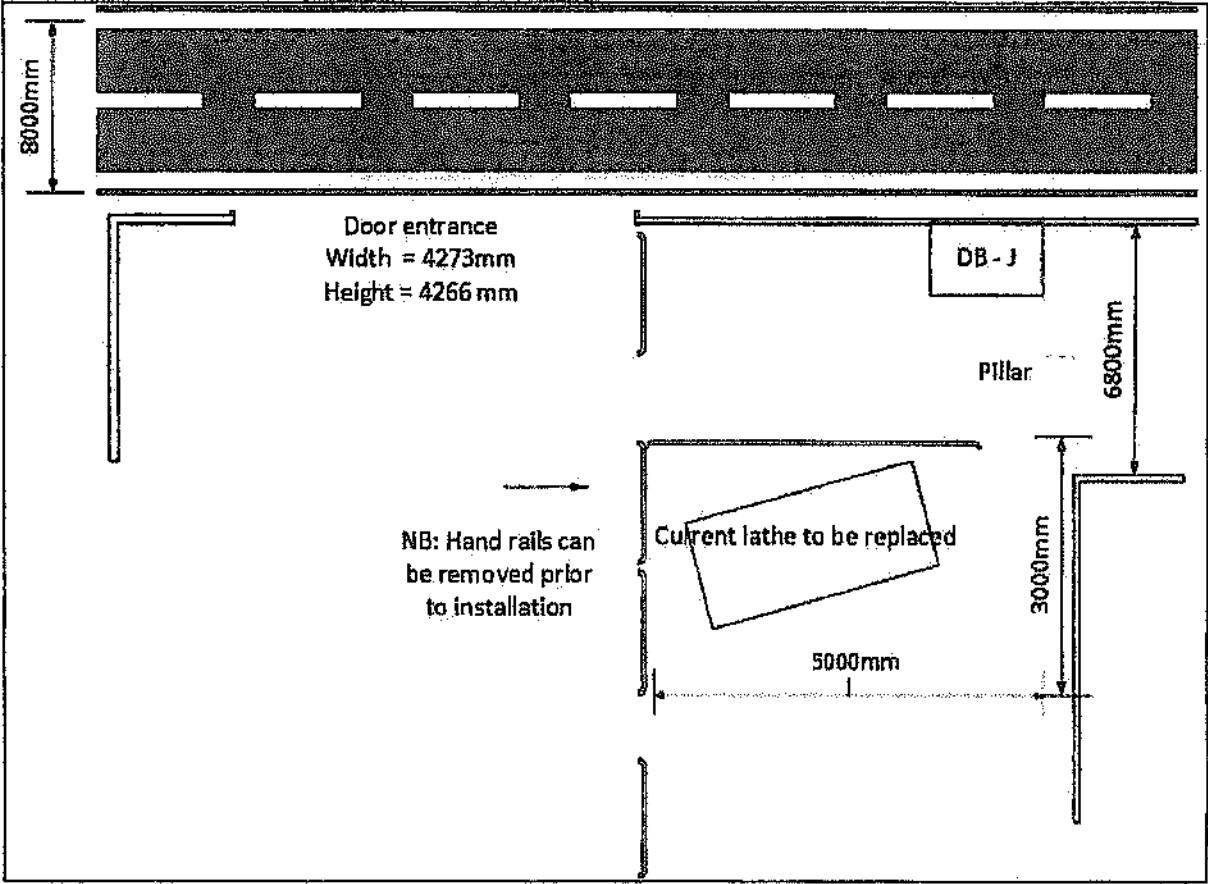 8000mm
Door entrance
Width = 4273mm
Height = 4266 mm
DB - J
Pillar
6800mm
NB: Hand rails can
be removed prior
to installation
Current lathe to be replaced
3000mm
5000mm